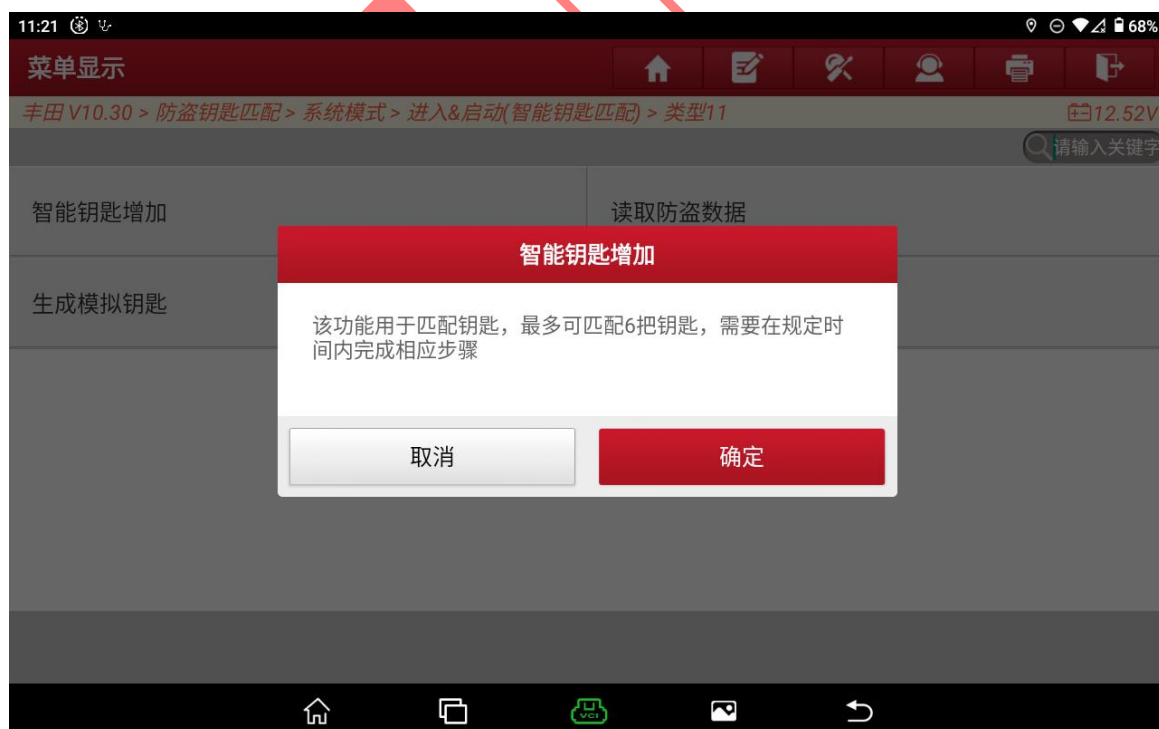 11:21 68%
菜单显示
丰田 V10.30 > 防盗钥匙匹配 > 系统模式 > 进入&启动(智能钥匙匹配) > 类型11 12.52V
请输入关键字
智能钥匙增加 读取防盗数据
智能钥匙增加
生成模拟钥匙
该功能用于匹配钥匙，最多可匹配6把钥匙，需要在规定时
间内完成相应步骤
取消 确定
VCI